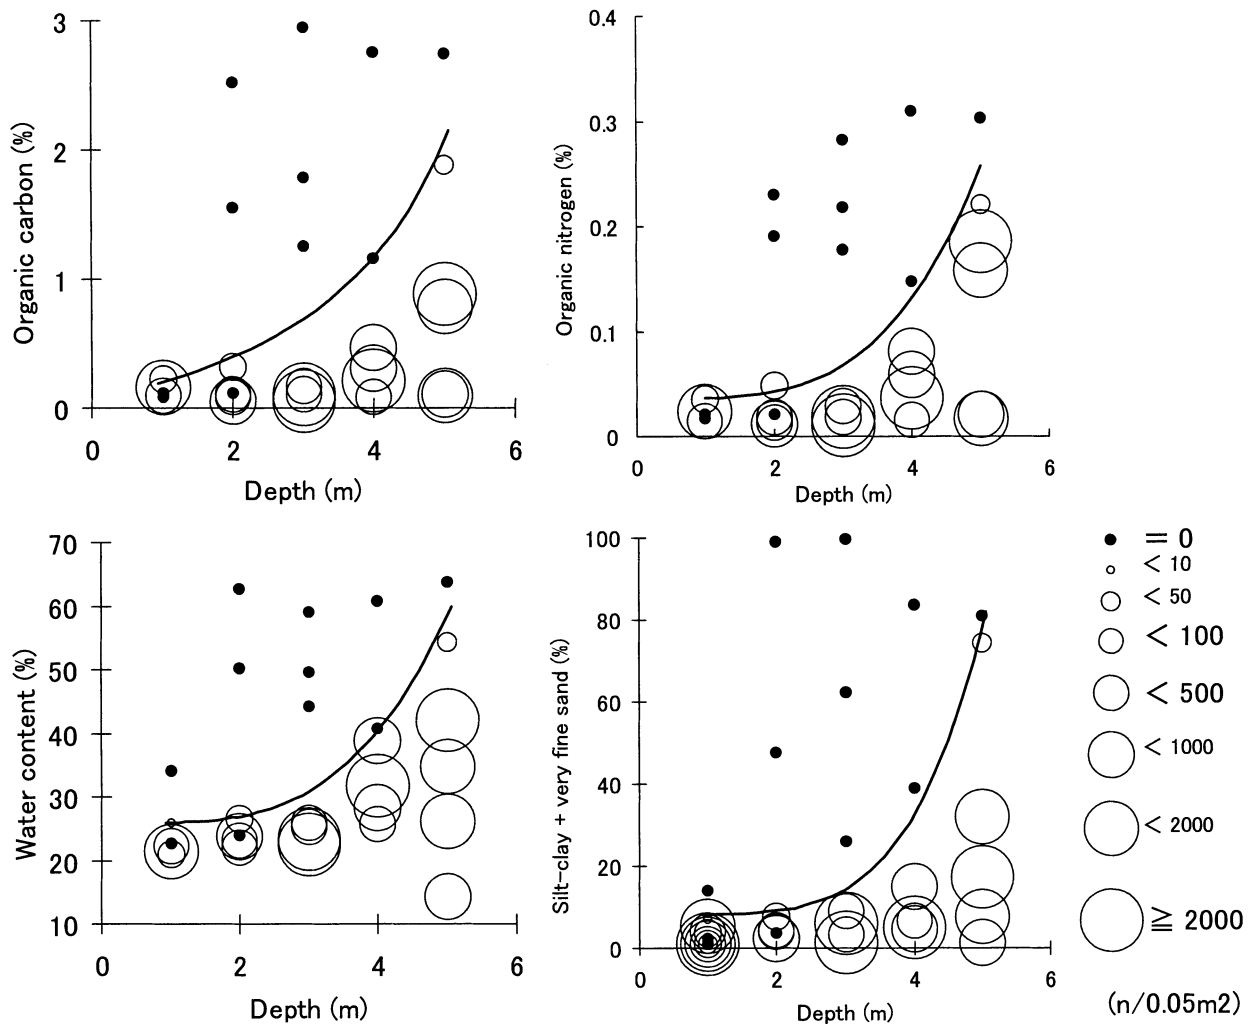 3
2
1
0
Organic carbon (%)
0 2 4 6
Depth (m)
0.4
0.3
0.2
0.1
0
Organic nitrogen (%)
0 2 4 6
Depth (m)
70
60
50
40
30
20
10
Water content (%)
0 2 4 6
Depth (m)
100
80
60
40
20
0
Silt-clay + very fine sand (%)
0 2 4 6
Depth (m)
= 0
< 10
< 50
< 100
< 500
< 1000
< 2000
≧ 2000
(n/0.05m2)